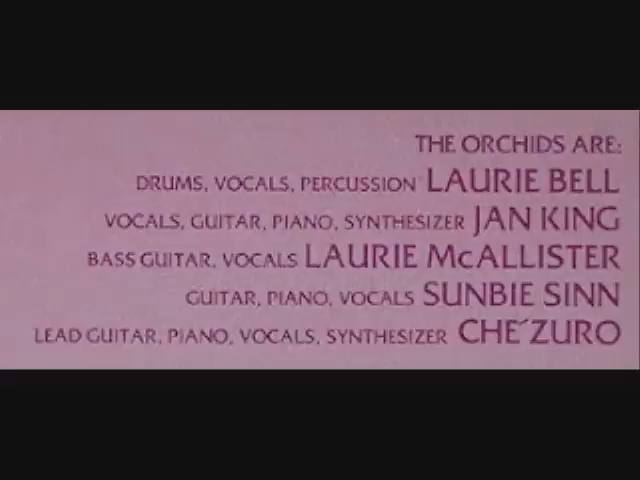 THE ORCHIDS ARE:
DRUMS, VOCALS, PERCUSSION LAURIE BELL
VOCALS, GUITAR, PIANO, SYNTHESIZER JAN KING
BASS GUITAR, VOCALS LAURIE McALLISTER
GUITAR, PIANO, VOCALS SUNBIE SINN
LEAD GUITAR, PIANO, VOCALS, SYNTHESIZER CHE´ZURO